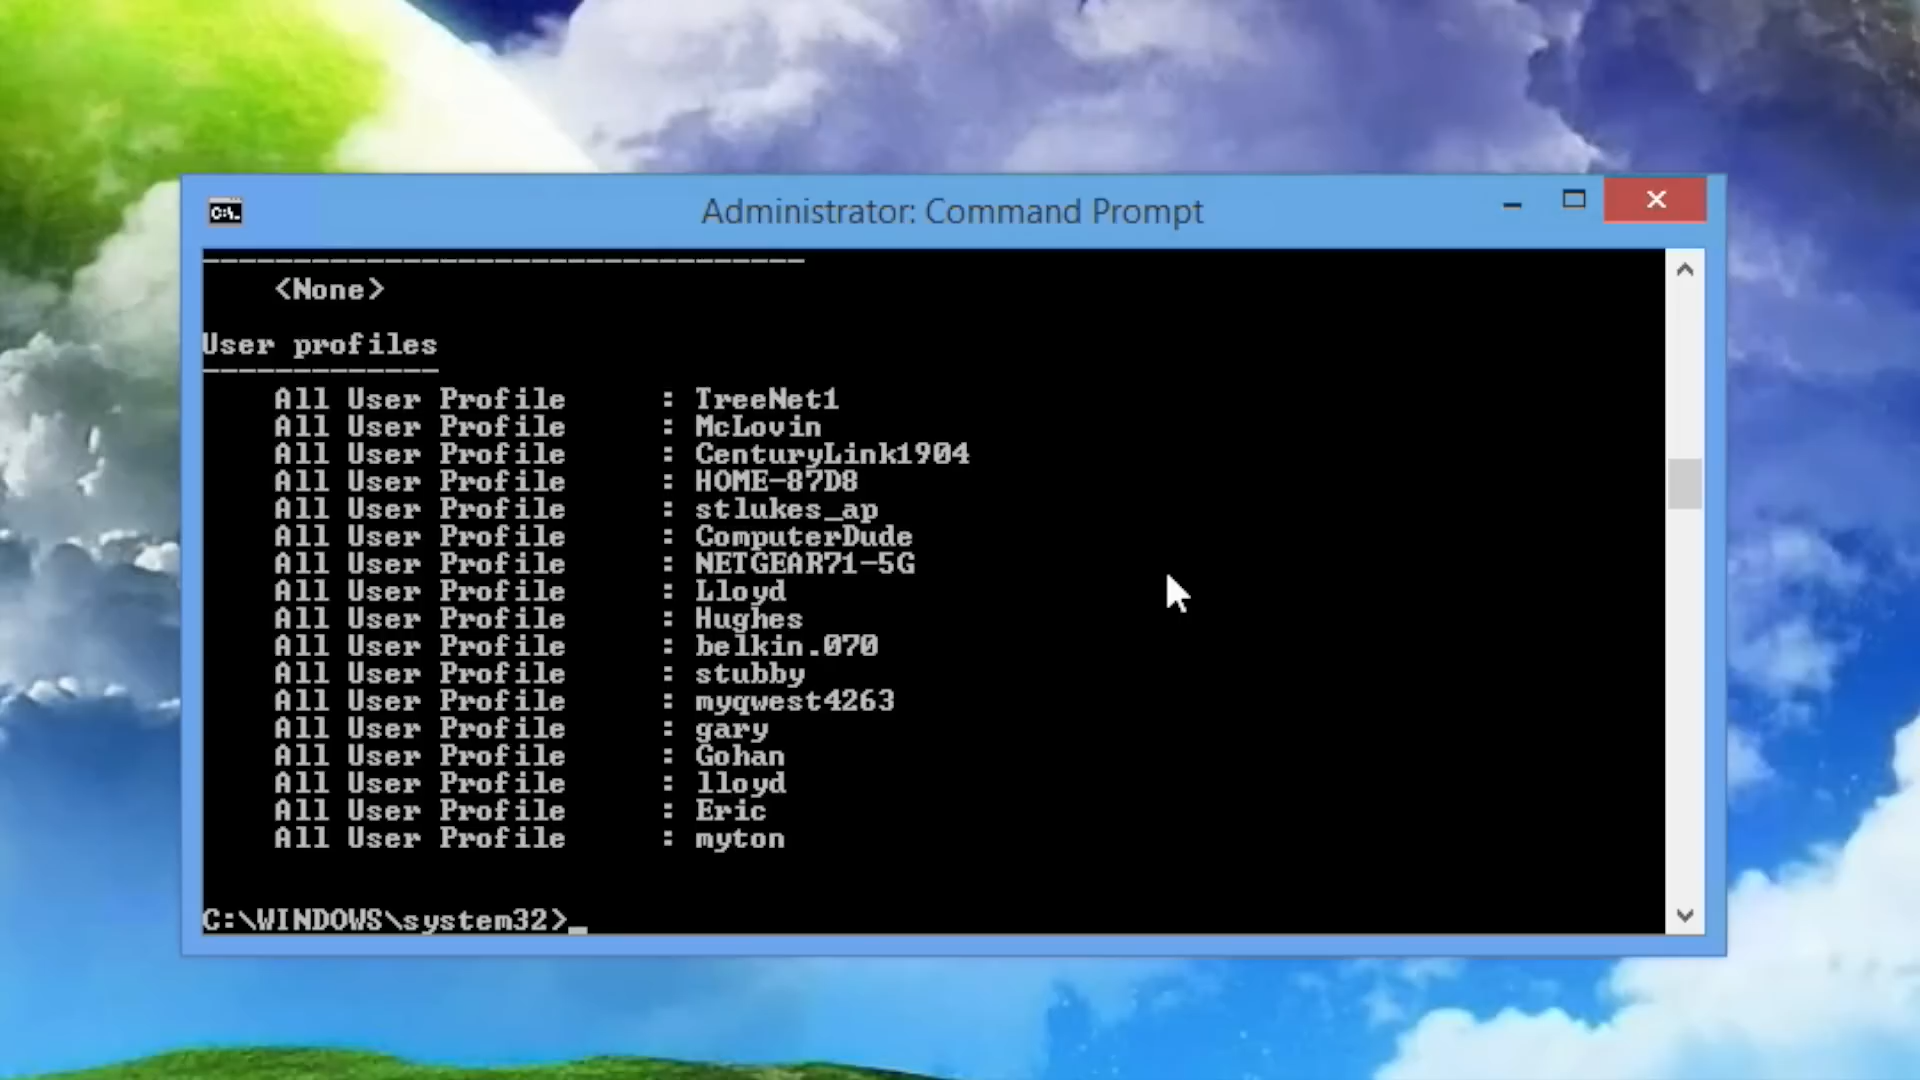 C:\.
Administrator: Command Prompt
--------------------------------
<None>
User profiles
-------------
All User Profile : TreeNet1
All User Profile : McLovin
All User Profile : CenturyLink1904
All User Profile : HOME-87D8
All User Profile : stlukes_ap
All User Profile : ComputerDude
All User Profile : NETGEAR71-5G
All User Profile : Lloyd
All User Profile : Hughes
All User Profile : belkin.070
All User Profile : stubby
All User Profile : myqwest4263
All User Profile : gary
All User Profile : Gohan
All User Profile : lloyd
All User Profile : Eric
All User Profile : myton
C:\WINDOWS\system32>_